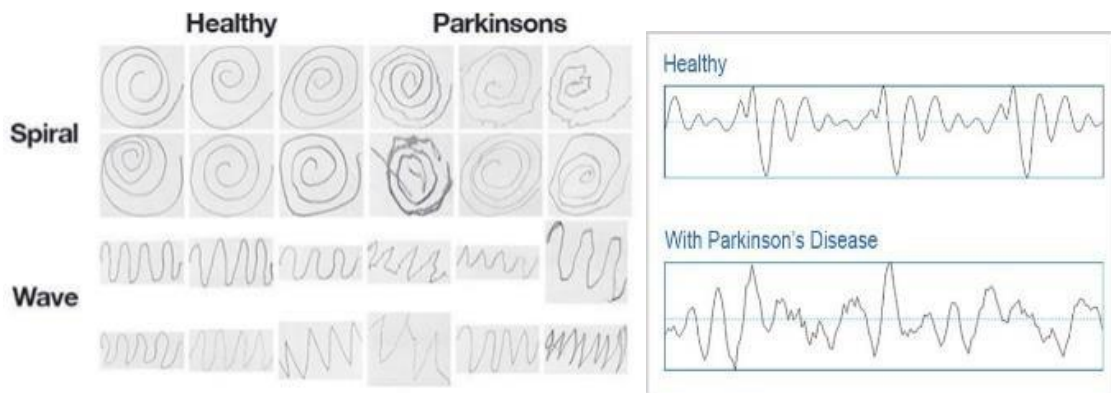 Healthy Parkinsons
Spiral
Wave
Healthy
With Parkinson's Disease